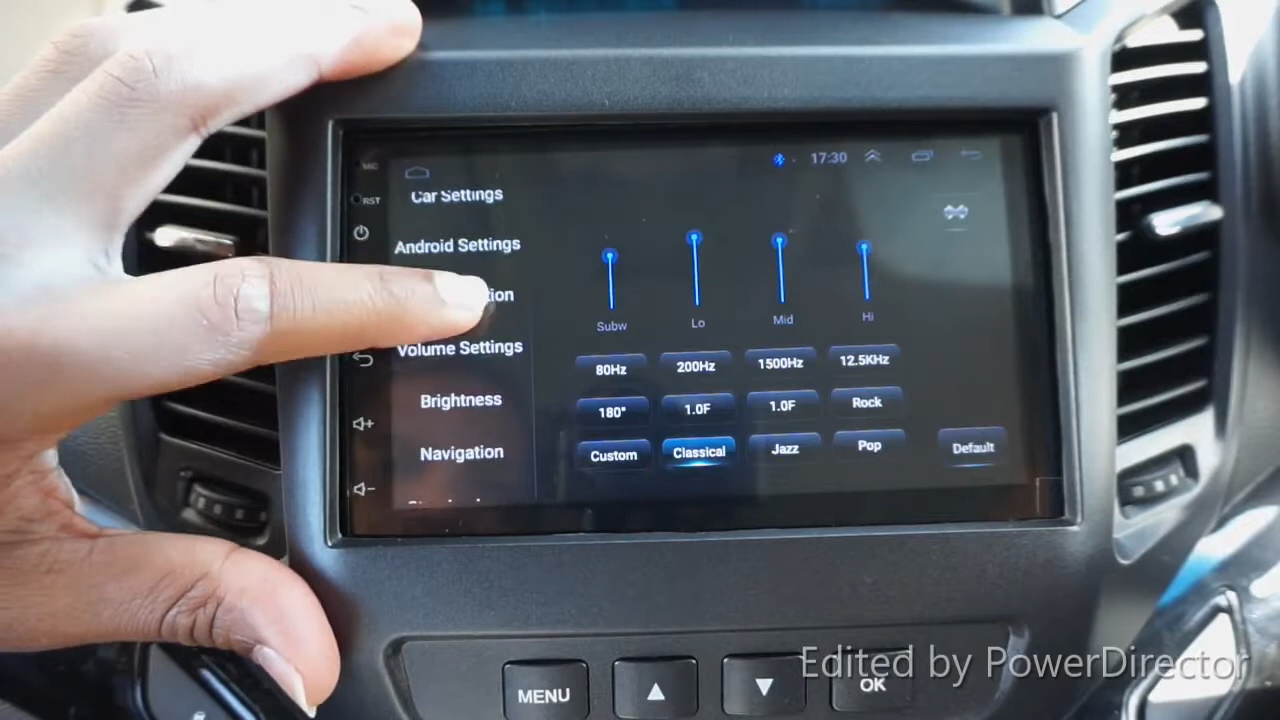 17:30
MIC
Car Settings
RST
Android Settings
tion
Volume Settings
Brightness
Navigation
Subw Lo Mid Hi
80Hz 200Hz 1500Hz 12.5KHz
180° 1.0F 1.0F Rock
Custom Classical Jazz Pop Default
MENU ▲ ▼ OK
Edited by PowerDirector